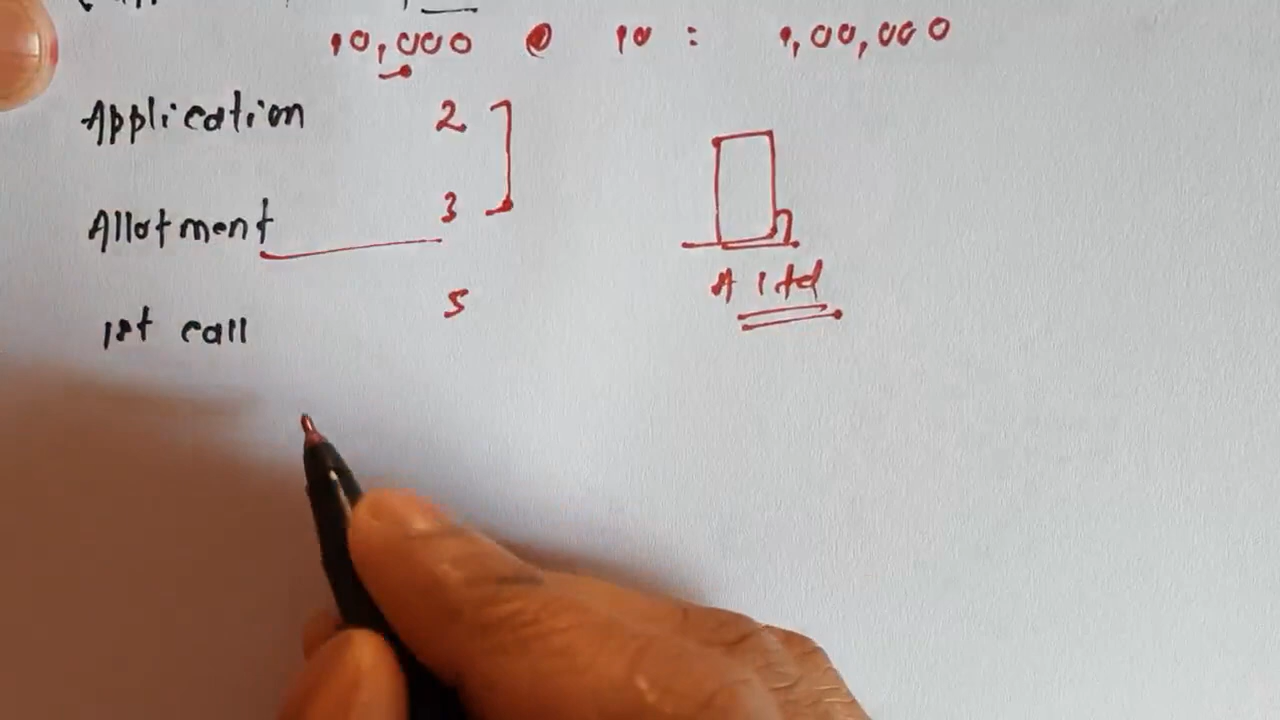 10,000 @ 10 : 1,00,000
Application 2
Allotment 3
5
1st call
A ltd